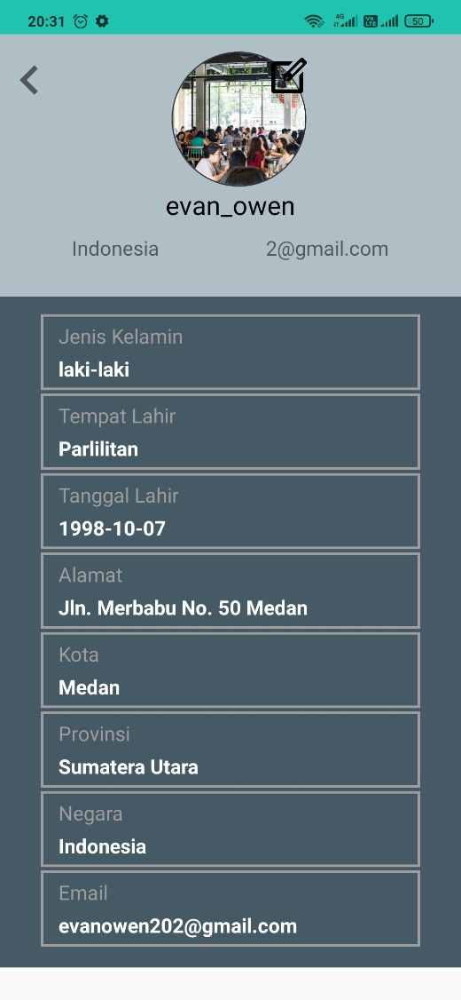 20:31
4G
Vo
LTE
50
evan_owen
Indonesia
2@gmail.com
Jenis Kelamin
laki-laki
Tempat Lahir
Parlilitan
Tanggal Lahir
1998-10-07
Alamat
Jln. Merbabu No. 50 Medan
Kota
Medan
Provinsi
Sumatera Utara
Negara
Indonesia
Email
evanowen202@gmail.com